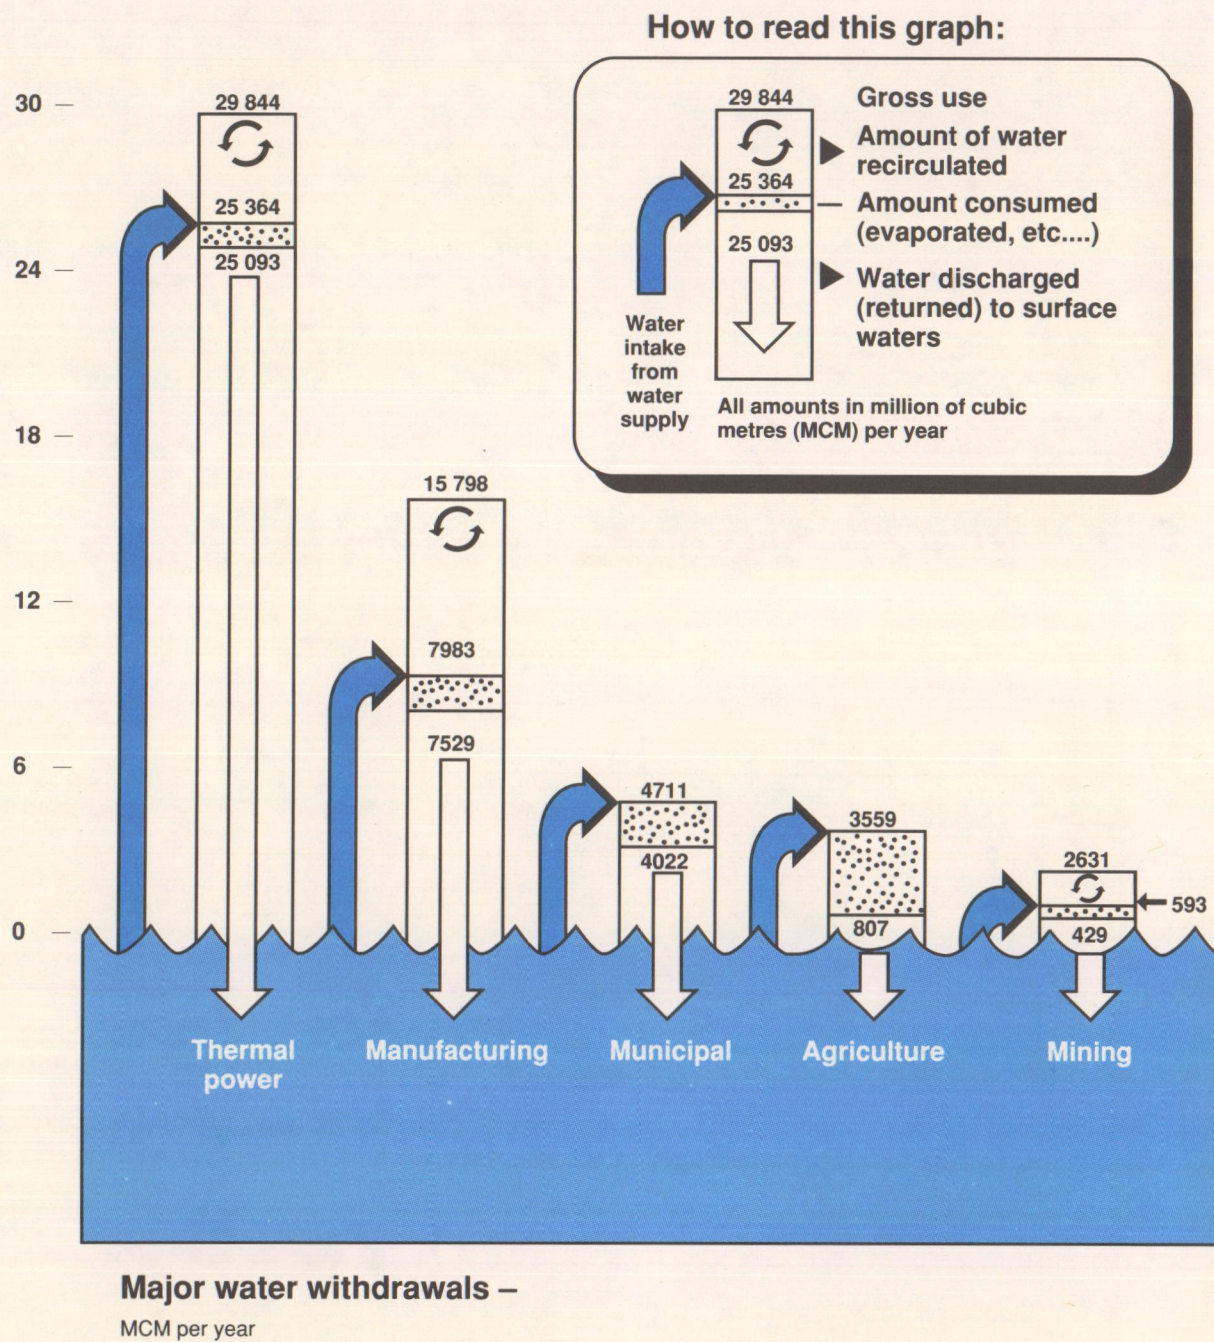 How to read this graph:
29 844
Gross use
Amount of water
recirculated
25 364
Amount consumed
(evaporated, etc....)
25 093
Water discharged
(returned) to surface
waters
Water
intake
from
water
supply
All amounts in million of cubic
metres (MCM) per year
30
24
18
12
6
0
29 844
25 364
25 093
15 798
7983
7529
4711
4022
3559
807
2631
593
429
Thermal
power
Manufacturing
Municipal
Agriculture
Mining
Major water withdrawals –
MCM per year